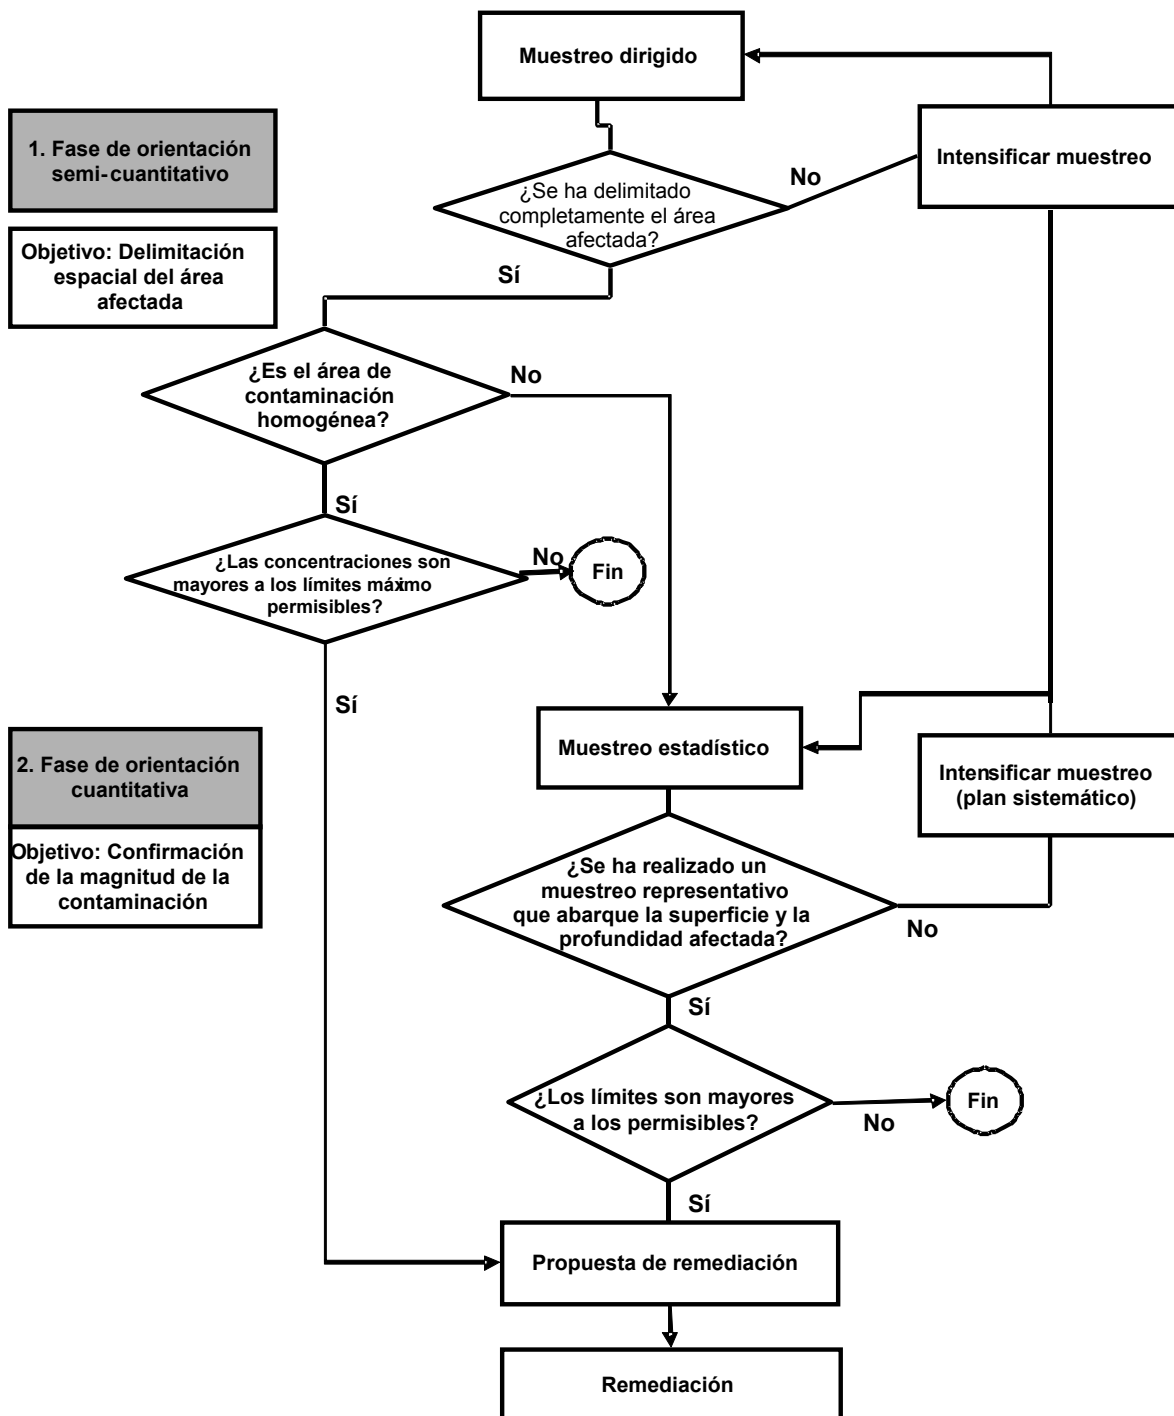 Muestreo dirigido
1. Fase de orientación
semi-cuantitativo
Intensificar muestreo
No
¿Se ha delimitado
completamente el área
afectada?
Objetivo: Delimitación
espacial del área
afectada
Sí
¿Es el área de
contaminación
homogénea?
No
Sí
¿Las concentraciones son
mayores a los límites máximo
permisibles?
No
Fin
Sí
Muestreo estadístico
2. Fase de orientación
cuantitativa
Intensificar muestreo
(plan sistemático)
Objetivo: Confirmación
de la magnitud de la
contaminación
¿Se ha realizado un
muestreo representativo
que abarque la superficie y la
profundidad afectada?
No
Sí
¿Los límites son mayores
a los permisibles?
No
Fin
Sí
Propuesta de remediación
Remediación